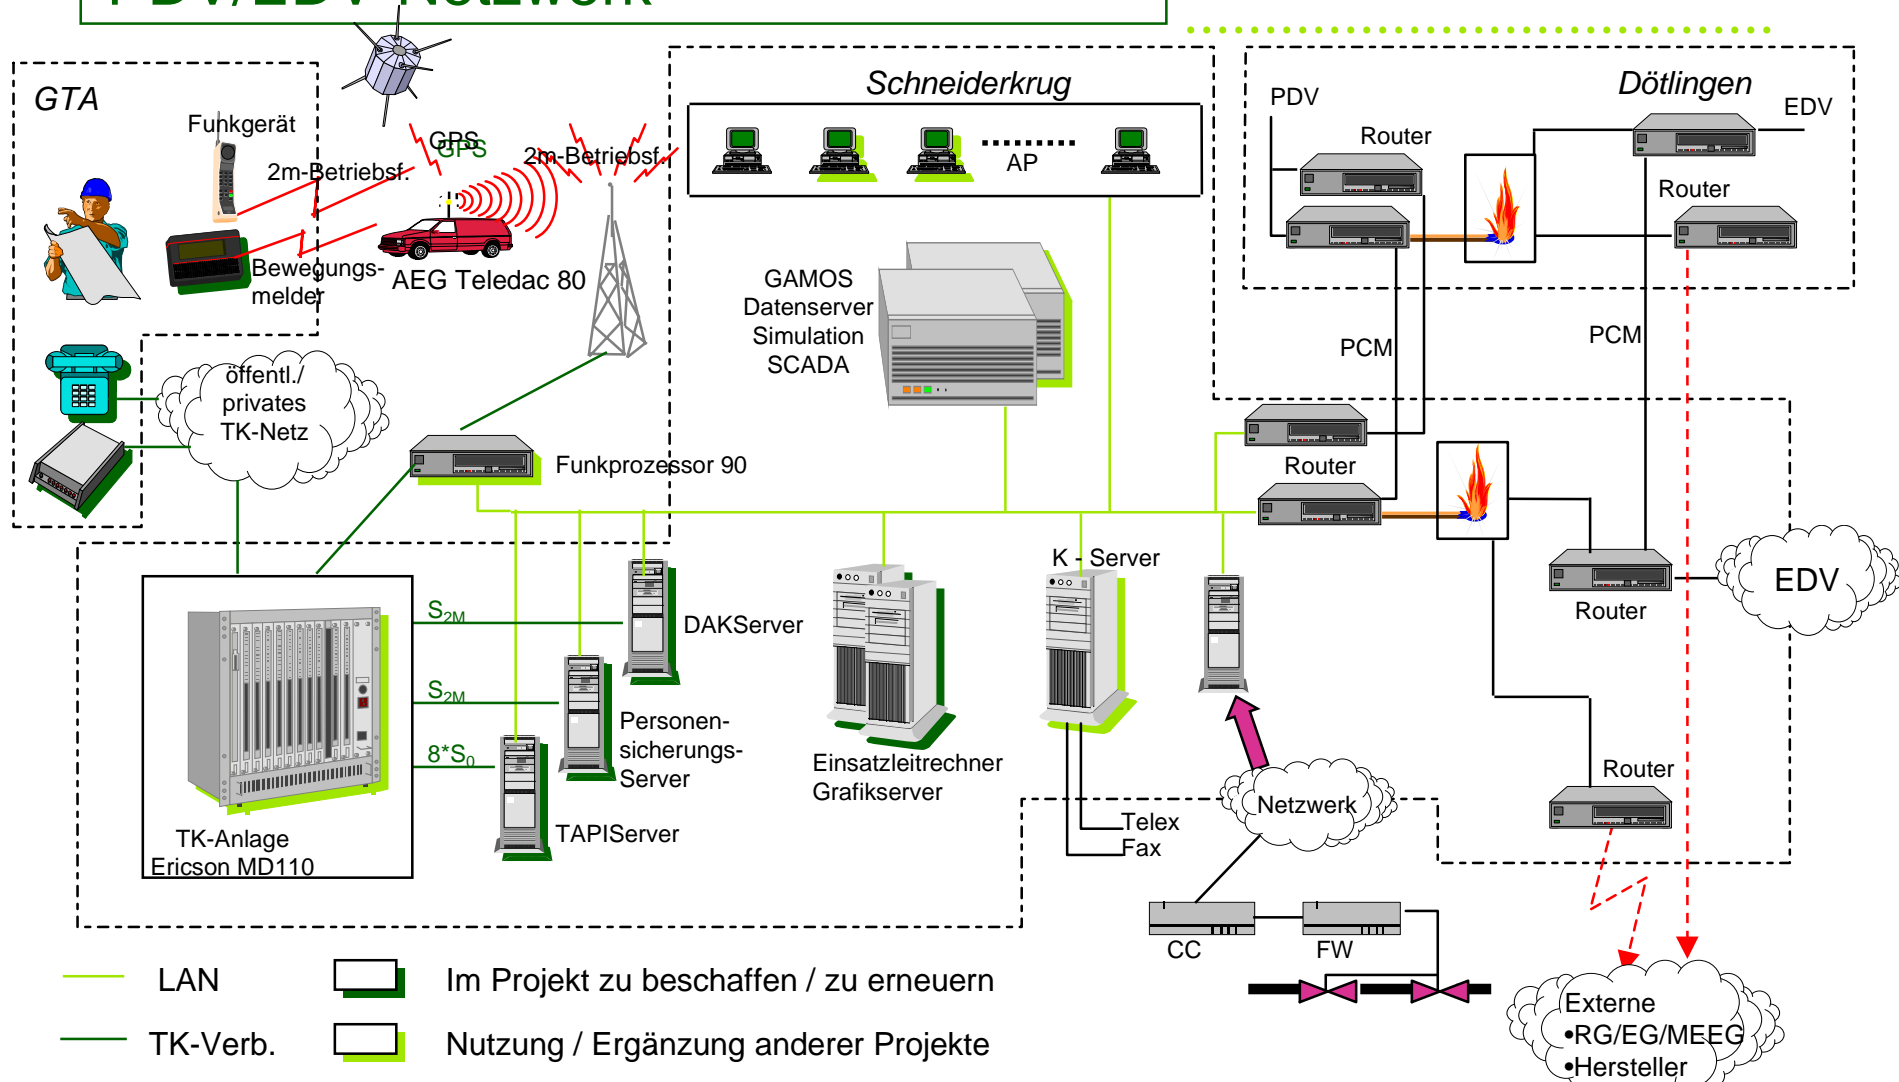 PDV/EDV Netzwerk
GTA
Funkgerät
2m-Betriebsf.
GPS
GPS
2m-Betriebsf.
Bewegungs-
melder
AEG Teledac 80
Schneiderkrug
AP
GAMOS
Datenserver
Simulation
SCADA
Dötlingen
PDV
EDV
Router
Router
PCM
PCM
öffentl./
privates
TK-Netz
Funkprozessor 90
Router
K - Server
EDV
Router
S2M
DAKServer
S2M
Personen-
sicherungs-
Server
8*S0
TAPIServer
Einsatzleitrechner
Grafikserver
Telex
Fax
Netzwerk
Router
TK-Anlage
Ericson MD110
CC
FW
LAN
Im Projekt zu beschaffen / zu erneuern
TK-Verb.
Nutzung / Ergänzung anderer Projekte
Externe
•RG/EG/MEEG
•Hersteller